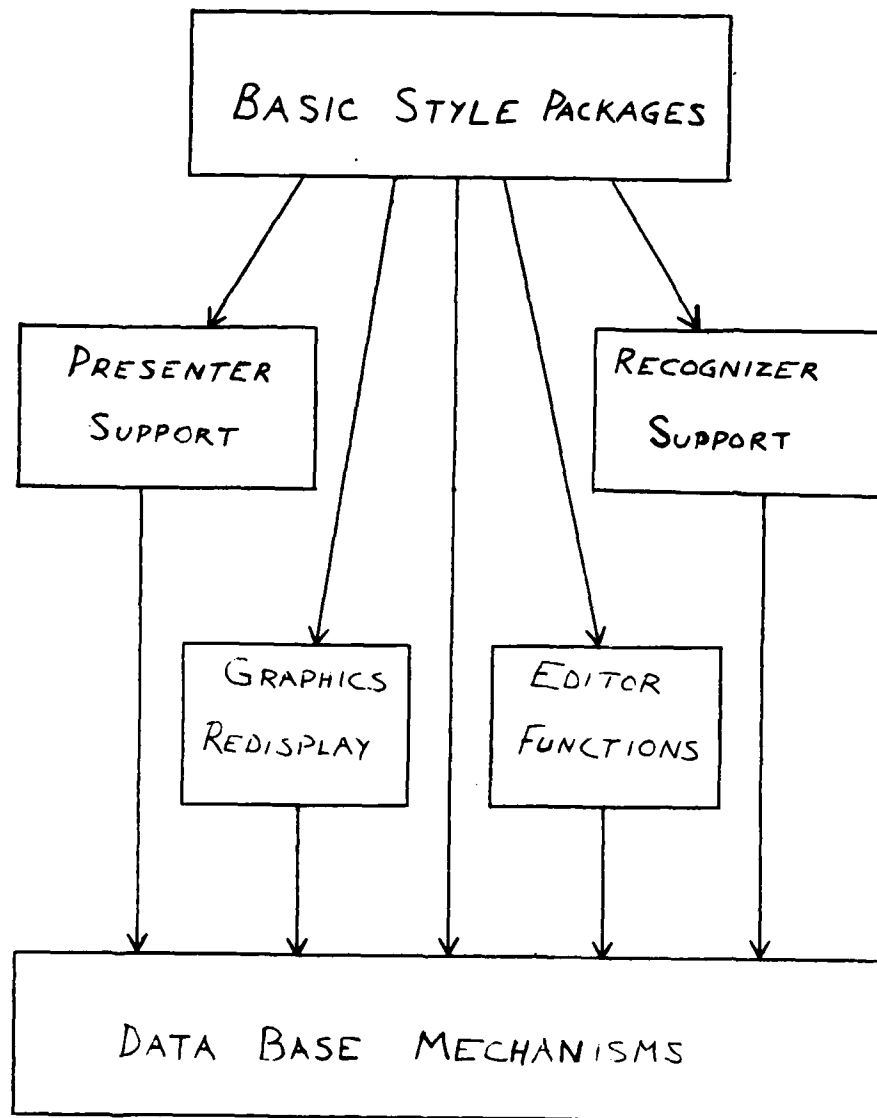 BASIC STYLE PACKAGES
PRESENTER
SUPPORT
RECOGNIZER
SUPPORT
GRAPHICS
REDISPLAY
EDITOR
FUNCTIONS
DATA BASE MECHANISMS